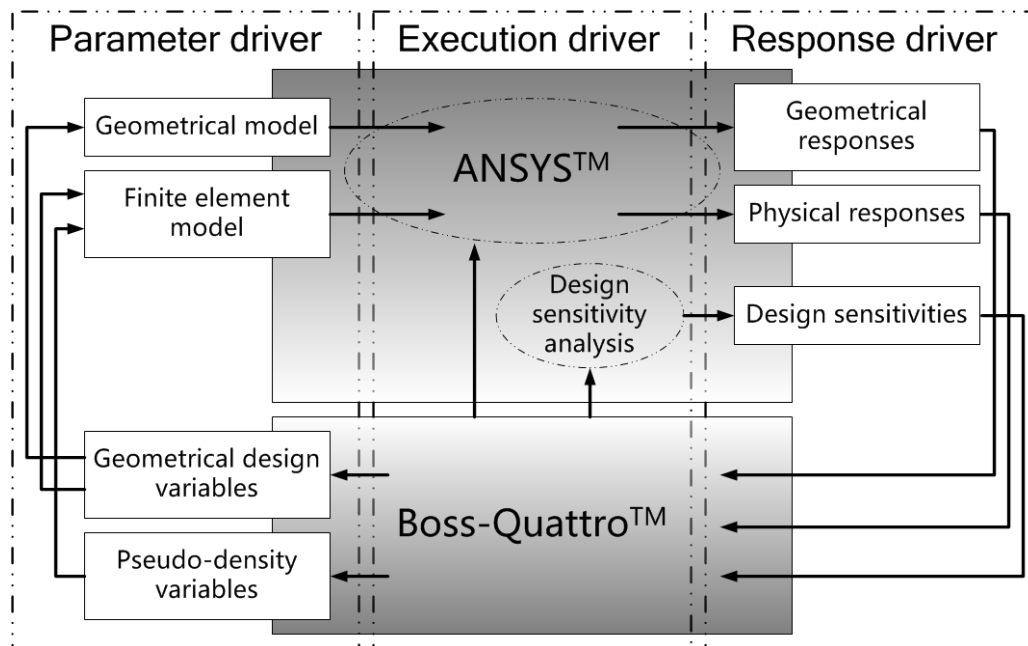 Parameter driver
Execution driver
Response driver
Geometrical model
Finite element
model
ANSYS™
Geometrical
responses
Physical responses
Design
sensitivity
analysis
Design sensitivities
Geometrical design
variables
Pseudo-density
variables
Boss-Quattro™